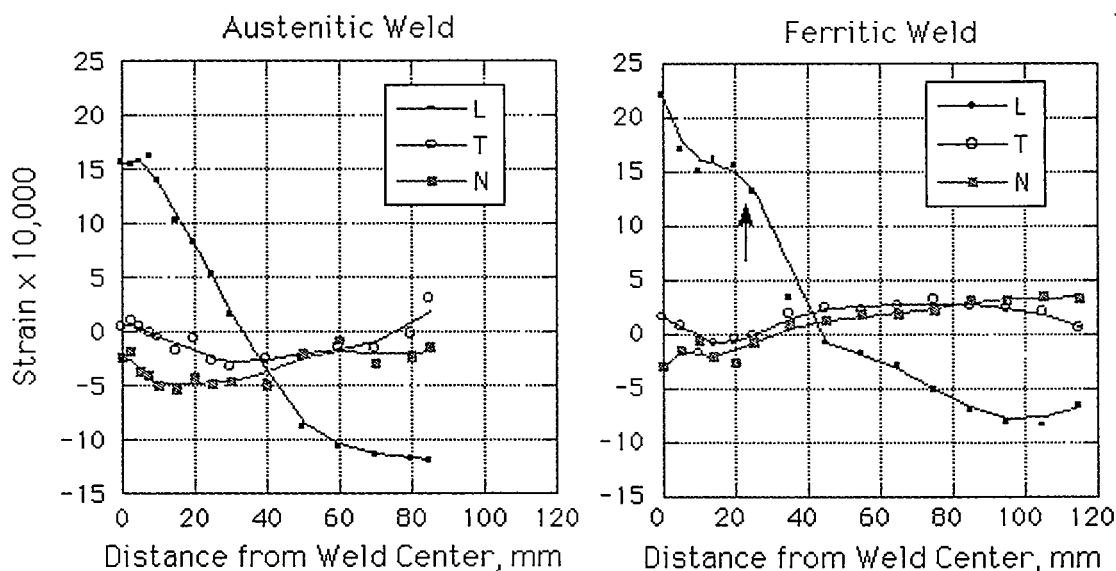 Austenitic Weld
Ferritic Weld
25
20
15
10
5
0
-5
-10
-15
Strain x 10,000
L
T
N
0 20 40 60 80 100 120
Distance from Weld Center, mm
25
20
15
10
5
0
-5
-10
-15
L
T
N
0 20 40 60 80 100 120
Distance from Weld Center, mm